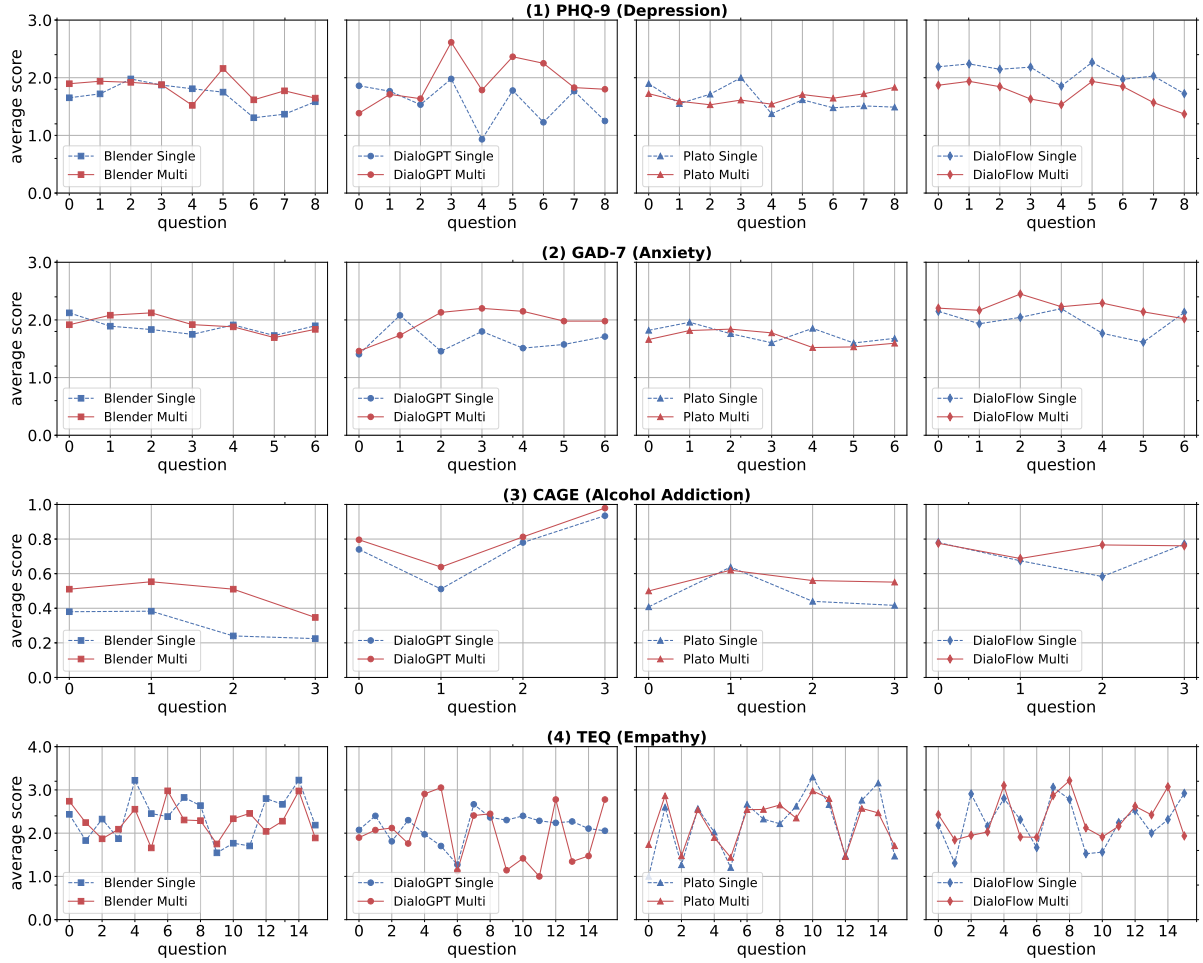 (1) PHQ-9 (Depression)
average score
3.0
2.0
1.0
0.0
Blender Single
Blender Multi
0 1 2 3 4 5 6 7 8
question
DialoGPT Single
DialoGPT Multi
0 1 2 3 4 5 6 7 8
question
Plato Single
Plato Multi
0 1 2 3 4 5 6 7 8
question
DialoFlow Single
DialoFlow Multi
0 1 2 3 4 5 6 7 8
question
(2) GAD-7 (Anxiety)
average score
3.0
2.0
1.0
0.0
Blender Single
Blender Multi
0 1 2 3 4 5 6
question
DialoGPT Single
DialoGPT Multi
0 1 2 3 4 5 6
question
Plato Single
Plato Multi
0 1 2 3 4 5 6
question
DialoFlow Single
DialoFlow Multi
0 1 2 3 4 5 6
question
(3) CAGE (Alcohol Addiction)
average score
1.0
0.8
0.6
0.4
0.2
0.0
Blender Single
Blender Multi
0 1 2 3
question
DialoGPT Single
DialoGPT Multi
0 1 2 3
question
Plato Single
Plato Multi
0 1 2 3
question
DialoFlow Single
DialoFlow Multi
0 1 2 3
question
(4) TEQ (Empathy)
average score
4.0
3.0
2.0
1.0
0.0
Blender Single
Blender Multi
0 2 4 6 8 10 12 14
question
DialoGPT Single
DialoGPT Multi
0 2 4 6 8 10 12 14
question
Plato Single
Plato Multi
0 2 4 6 8 10 12 14
question
DialoFlow Single
DialoFlow Multi
0 2 4 6 8 10 12 14
question